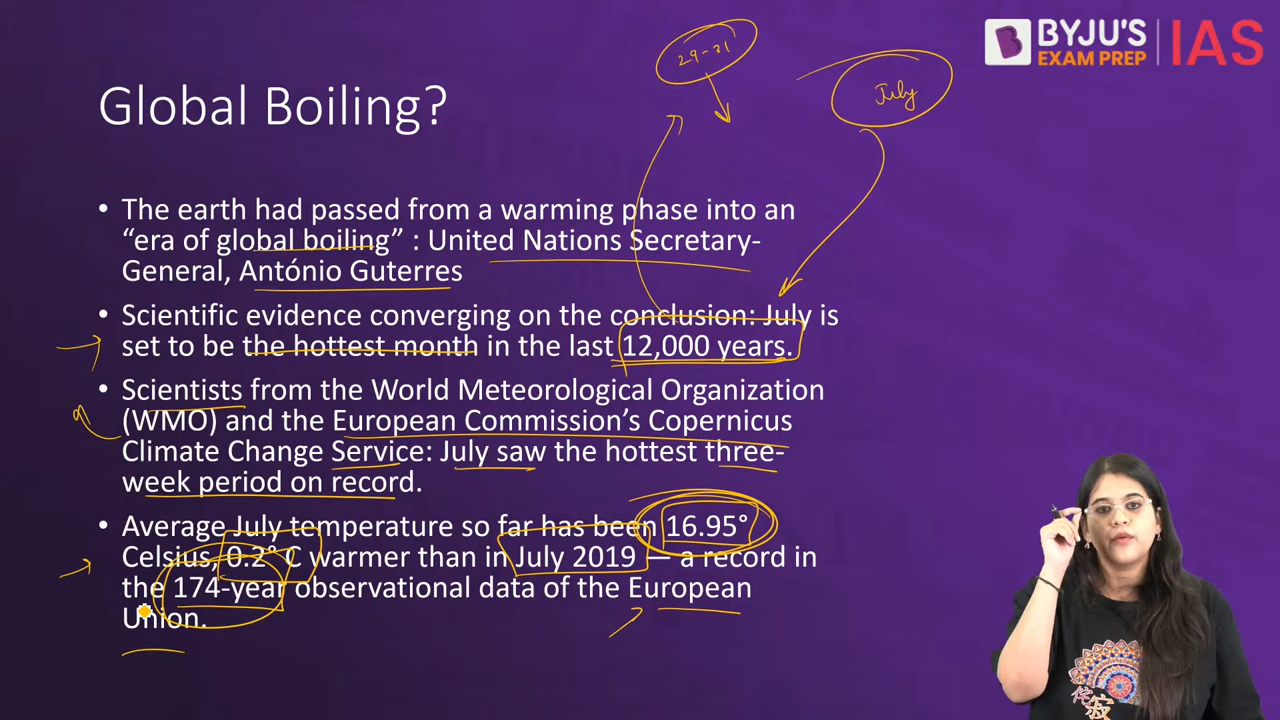 BYJU'S
EXAM PREP
IAS
29-31
July
Global Boiling?
• The earth had passed from a warming phase into an
“era of global boiling” : United Nations Secretary-
General, António Guterres
• Scientific evidence converging on the conclusion: July is
set to be the hottest month in the last 12,000 years.
• Scientists from the World Meteorological Organization
(WMO) and the European Commission’s Copernicus
Climate Change Service: July saw the hottest three-
week period on record.
• Average July temperature so far has been 16.95°
Celsius, 0.2° C warmer than in July 2019 — a record in
the 174-year observational data of the European
Union.